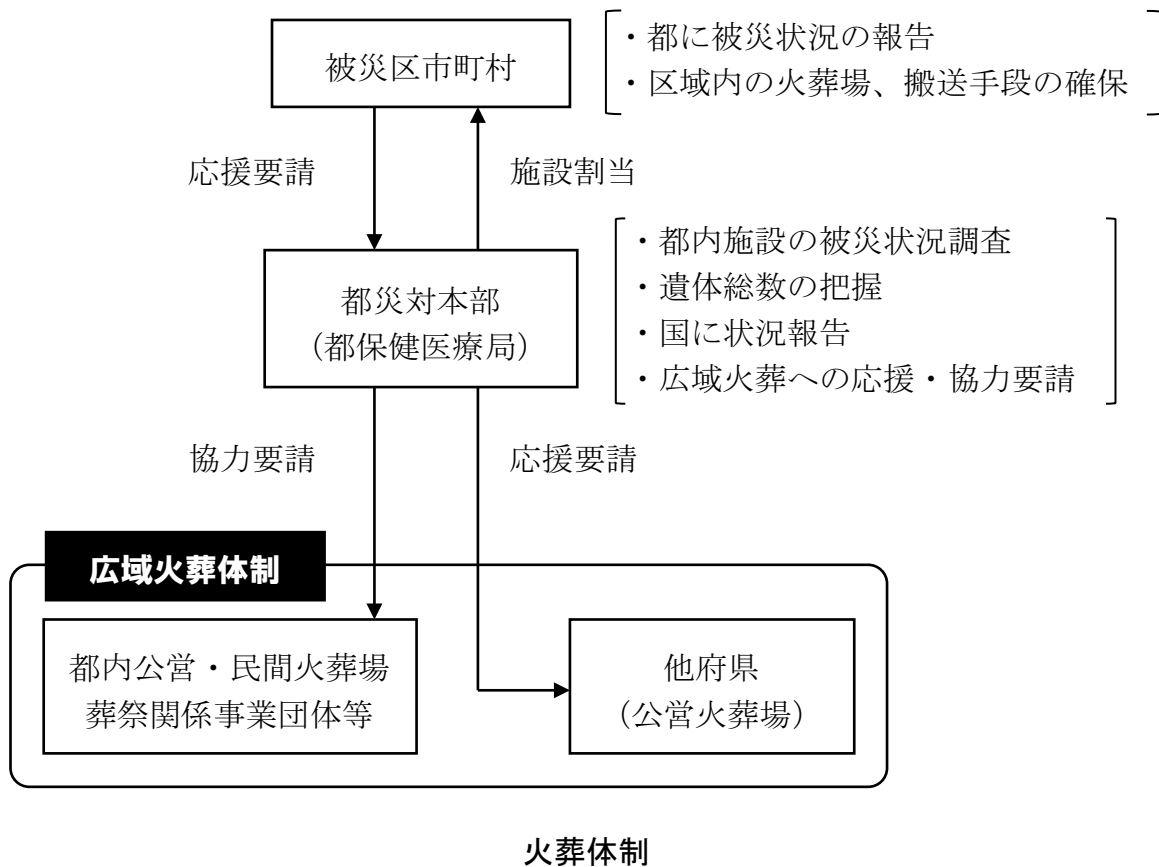 被災区市町村
・都に被災状況の報告
・区域内の火葬場、搬送手段の確保
応援要請
施設割当
都災対本部
（都保健医療局）
・都内施設の被災状況調査
・遺体総数の把握
・国に状況報告
・広域火葬への応援・協力要請
協力要請
応援要請
広域火葬体制
都内公営・民間火葬場
葬祭関係事業団体等
他府県
（公営火葬場）
火葬体制